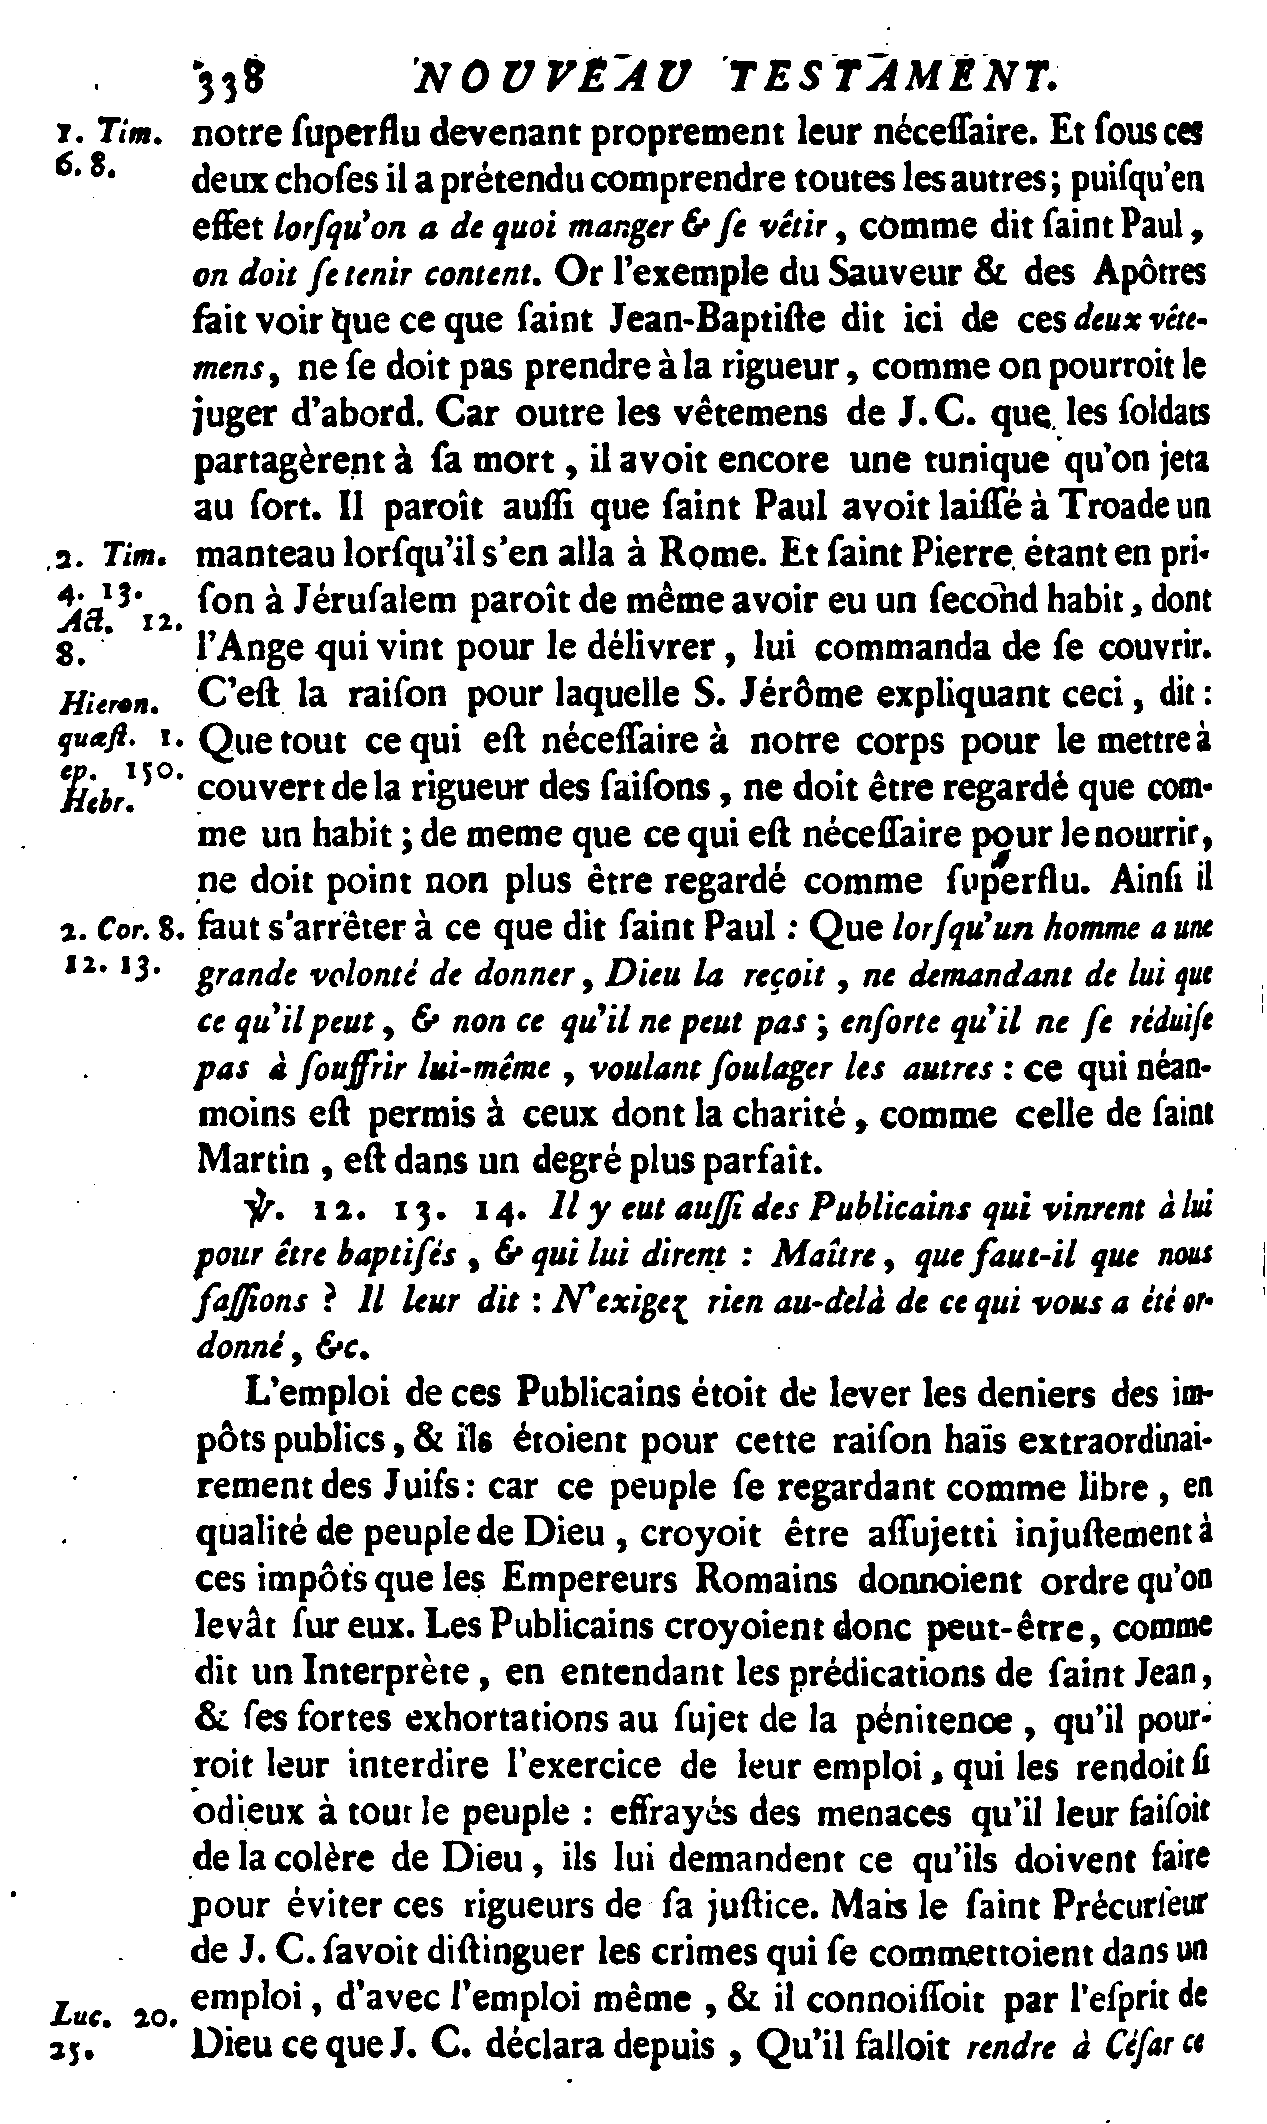 338 NOUVEAU TESTAMENT.
1. Tim. notre ſuperflu devenant proprement leur néceſſaire. Et ſous ces
6. 8. deux choſes il a prétendu comprendre toutes les autres ; puiſqu'en
effet lorſqu'on a de quoi manger & ſe vêtir, comme dit ſaint Paul,
on doit ſe tenir content. Or l'exemple du Sauveur & des Apôtres
fait voir que ce que ſaint Jean-Baptiſte dit ici de ces deux vête-
mens, ne ſe doit pas prendre à la rigueur, comme on pourroit le
juger d'abord. Car outre les vêtemens de J. C. que les ſoldats
partagèrent à ſa mort, il avoit encore une tunique qu'on jeta
au ſort. Il paroît auſſi que ſaint Paul avoit laiſſé à Troade un
2. Tim. manteau lorſqu'il s'en alla à Rome. Et ſaint Pierre étant en pri-
4. 13. ſon à Jéruſalem paroît de même avoir eu un ſecond habit, dont
Act. 12.
8. l'Ange qui vint pour le délivrer, lui commanda de ſe couvrir.
Hieron. C'eſt la raiſon pour laquelle S. Jérôme expliquant ceci, dit :
quæſt. 1. Que tout ce qui eſt néceſſaire à notre corps pour le mettre à
ep. 150.
Hebr. couvert de la rigueur des ſaiſons, ne doit être regardé que com-
me un habit ; de meme que ce qui eſt néceſſaire pour le nourrir,
ne doit point non plus être regardé comme ſuperflu. Ainſi il
2. Cor. 8. faut s'arrêter à ce que dit ſaint Paul : Que lorſqu'un homme a une
12. 13. grande volonté de donner, Dieu la reçoit, ne demandant de lui que
ce qu'il peut, & non ce qu'il ne peut pas ; enſorte qu'il ne ſe réduiſe
pas à ſouffrir lui-même, voulant ſoulager les autres : ce qui néan-
moins eſt permis à ceux dont la charité, comme celle de ſaint
Martin, eſt dans un degré plus parfait.
℣. 12. 13. 14. Il y eut auſſi des Publicains qui vinrent à lui
pour être baptiſés, & qui lui dirent : Maître, que faut-il que nous
faſſions ? Il leur dit : N'exigez rien au-delà de ce qui vous a été or-
donné, &c.
L'emploi de ces Publicains étoit de lever les deniers des im-
pôts publics, & ils étoient pour cette raiſon haïs extraordinai-
rement des Juifs : car ce peuple ſe regardant comme libre, en
qualité de peuple de Dieu, croyoit être aſſujetti injuſtement à
ces impôts que les Empereurs Romains donnoient ordre qu'on
levât ſur eux. Les Publicains croyoient donc peut-être, comme
dit un Interprète, en entendant les prédications de ſaint Jean,
& ſes fortes exhortations au ſujet de la pénitence, qu'il pour-
roit leur interdire l'exercice de leur emploi, qui les rendoit ſi
odieux à tout le peuple : effrayés des menaces qu'il leur faiſoit
de la colère de Dieu, ils lui demandent ce qu'ils doivent faire
pour éviter ces rigueurs de ſa juſtice. Mais le ſaint Précurſeur
de J. C. ſavoit diſtinguer les crimes qui ſe commettoient dans un
Luc. 20. emploi, d'avec l'emploi même, & il connoiſſoit par l'eſprit de
25. Dieu ce que J. C. déclara depuis, Qu'il falloit rendre à Céſar ce